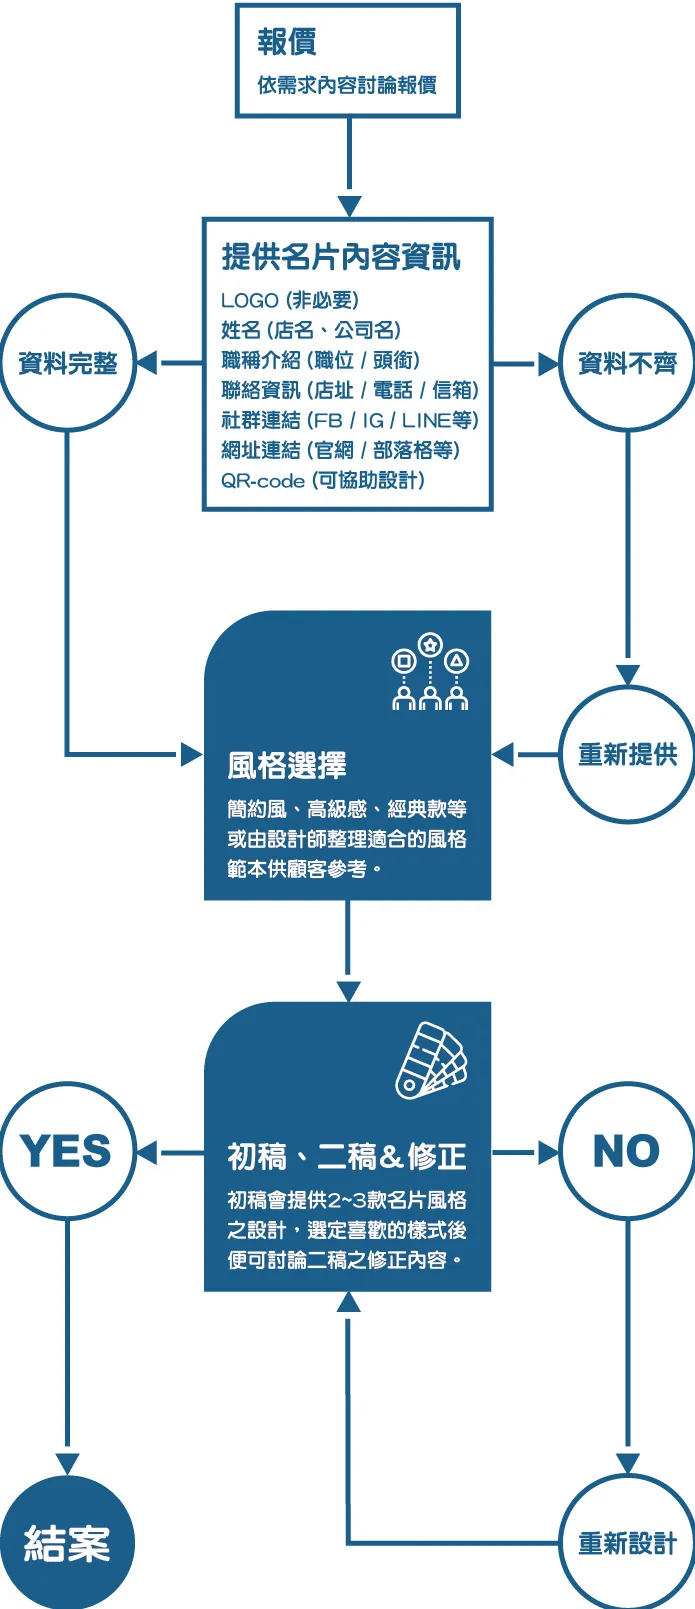 報價
依需求內容討論報價
提供名片內容資訊
LOGO (非必要)
姓名 (店名、公司名)
職稱介紹 (職位 / 頭銜)
聯絡資訊 (店址 / 電話 / 信箱)
社群連結 (FB / IG / LINE等)
網址連結 (官網 / 部落格等)
QR-code (可協助設計)
資料完整
資料不齊
重新提供
風格選擇
簡約風、高級感、經典款等
或由設計師整理適合的風格
範本供顧客參考。
初稿、二稿&修正
初稿會提供2~3款名片風格
之設計，選定喜歡的樣式後
便可討論二稿之修正內容。
YES
NO
結案
重新設計